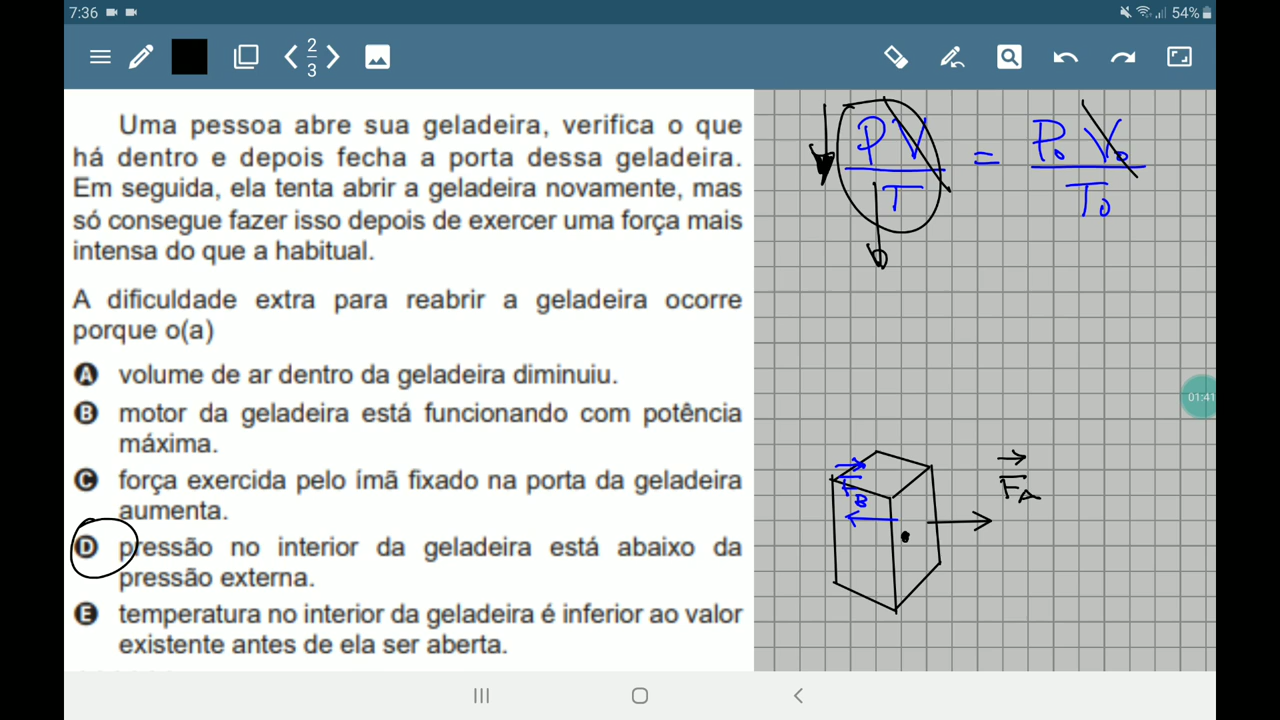 7:36
54%
2
3
Uma pessoa abre sua geladeira, verifica o que
há dentro e depois fecha a porta dessa geladeira.
Em seguida, ela tenta abrir a geladeira novamente, mas
só consegue fazer isso depois de exercer uma força mais
intensa do que a habitual.
A dificuldade extra para reabrir a geladeira ocorre
porque o(a)
A volume de ar dentro da geladeira diminuiu.
B motor da geladeira está funcionando com potência
máxima.
C força exercida pelo ímã fixado na porta da geladeira
aumenta.
D pressão no interior da geladeira está abaixo da
pressão externa.
E temperatura no interior da geladeira é inferior ao valor
existente antes de ela ser aberta.
PV = P₀ V₀
T T₀
01:41
B
FA